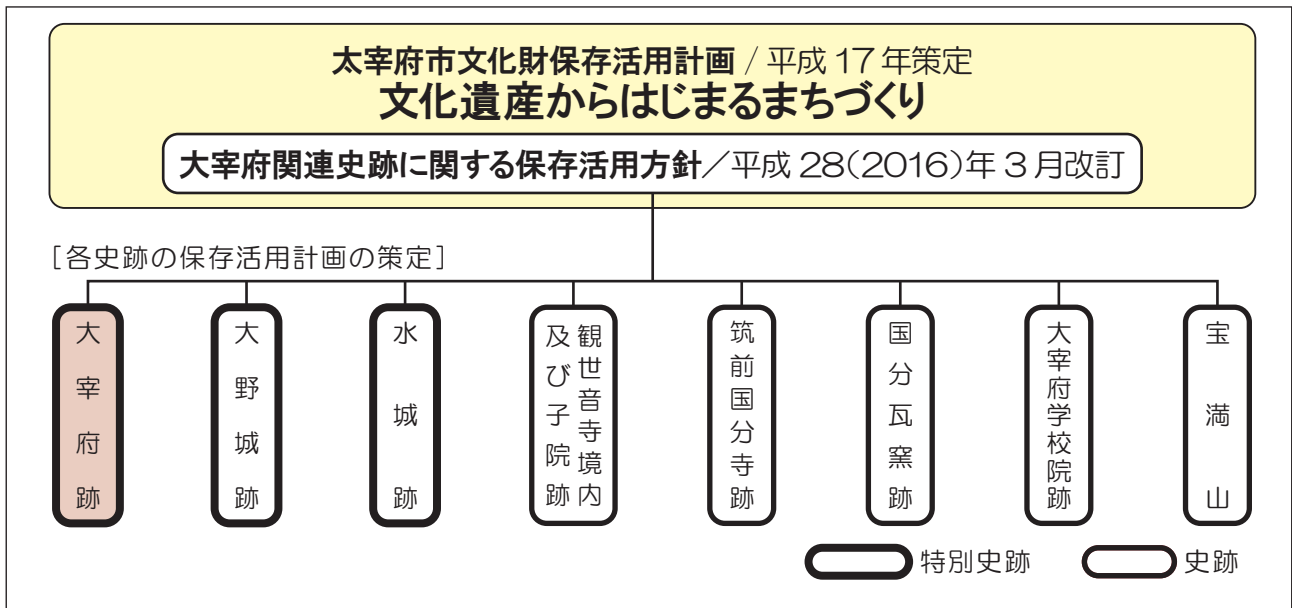 太宰府市文化財保存活用計画 / 平成17年策定
文化遺産からはじまるまちづくり
大宰府関連史跡に関する保存活用方針／平成28(2016)年3月改訂
[各史跡の保存活用計画の策定]
大宰府跡
大野城跡
水城跡
観世音寺境内
及び子院跡
筑前国分寺跡
国分瓦窯跡
大宰府学校院跡
宝満山
特別史跡
史跡